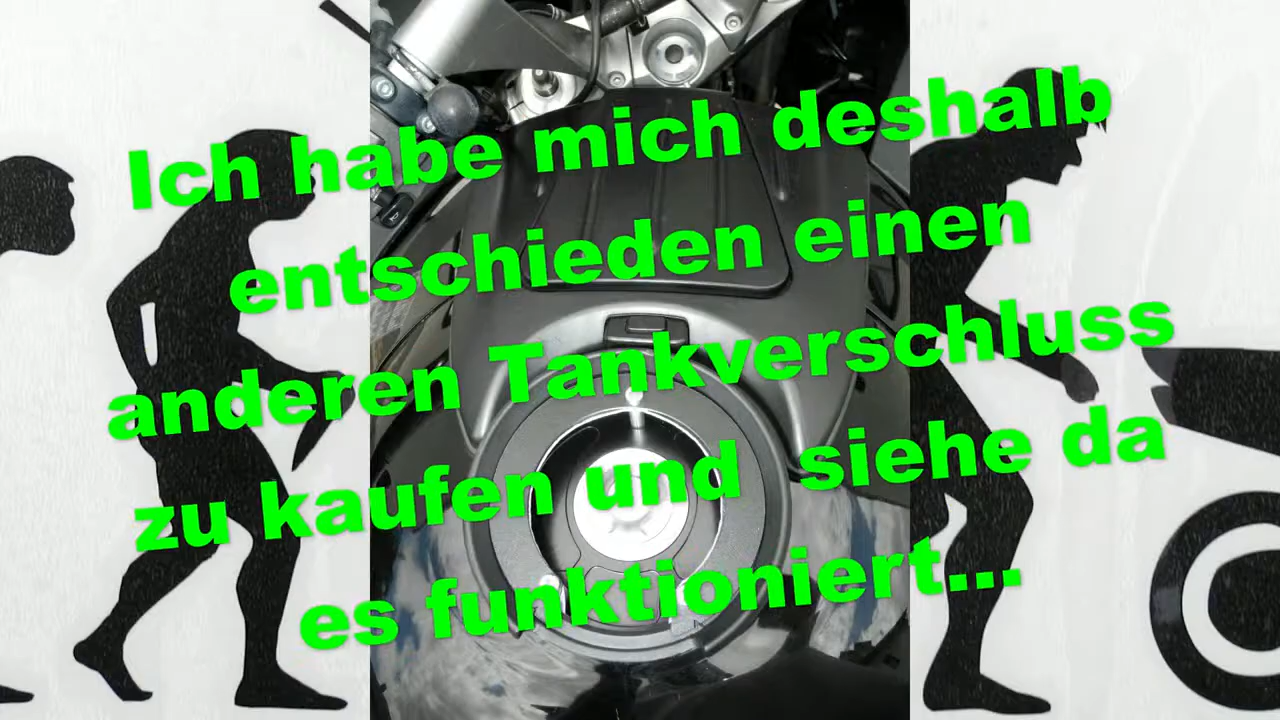 Ich habe mich deshalb
entschieden einen
anderen Tankverschluss
zu kaufen und  siehe da
es funktioniert...